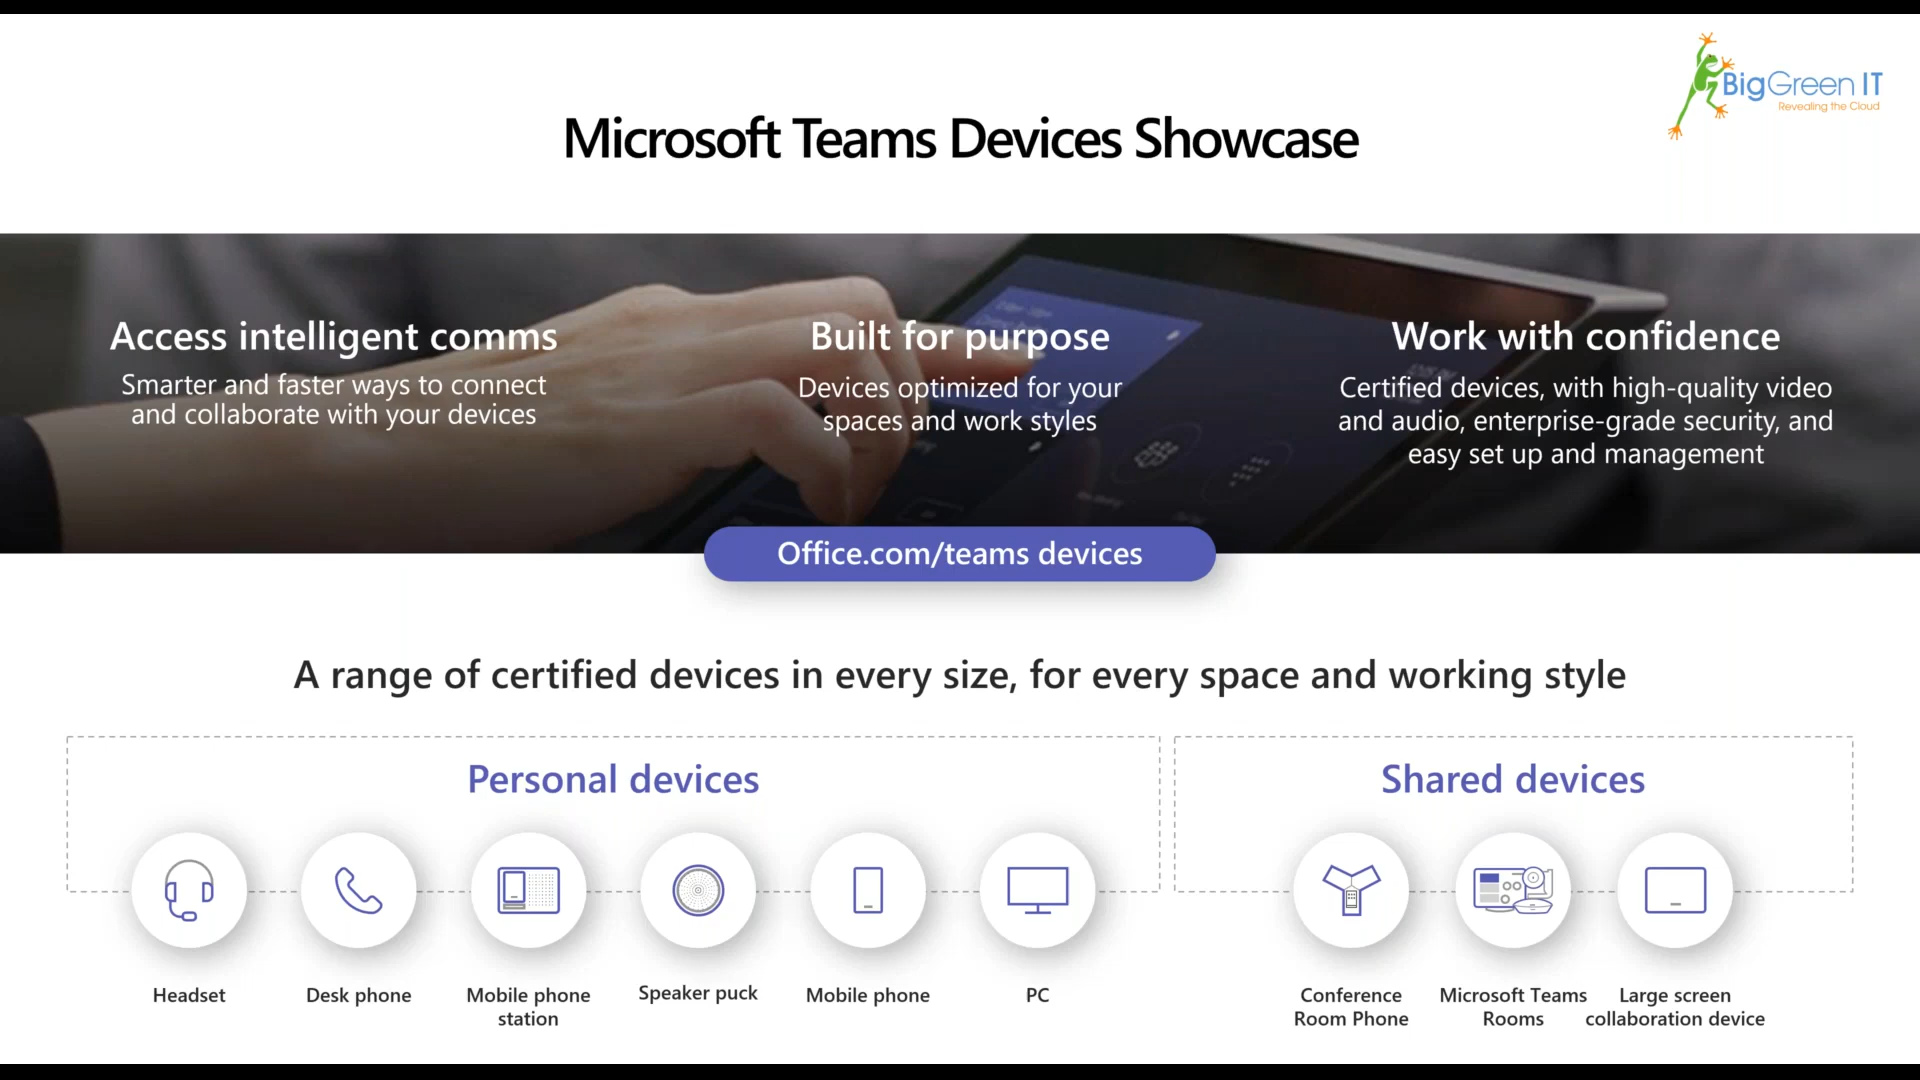 BigGreen IT
Revealing the Cloud
Microsoft Teams Devices Showcase
Access intelligent comms
Smarter and faster ways to connect
and collaborate with your devices
Built for purpose
Devices optimized for your
spaces and work styles
Work with confidence
Certified devices, with high-quality video
and audio, enterprise-grade security, and
easy set up and management
Office.com/teams devices
A range of certified devices in every size, for every space and working style
Personal devices
Headset
Desk phone
Mobile phone
station
Speaker puck
Mobile phone
PC
Shared devices
Conference
Room Phone
Microsoft Teams
Rooms
Large screen
collaboration device